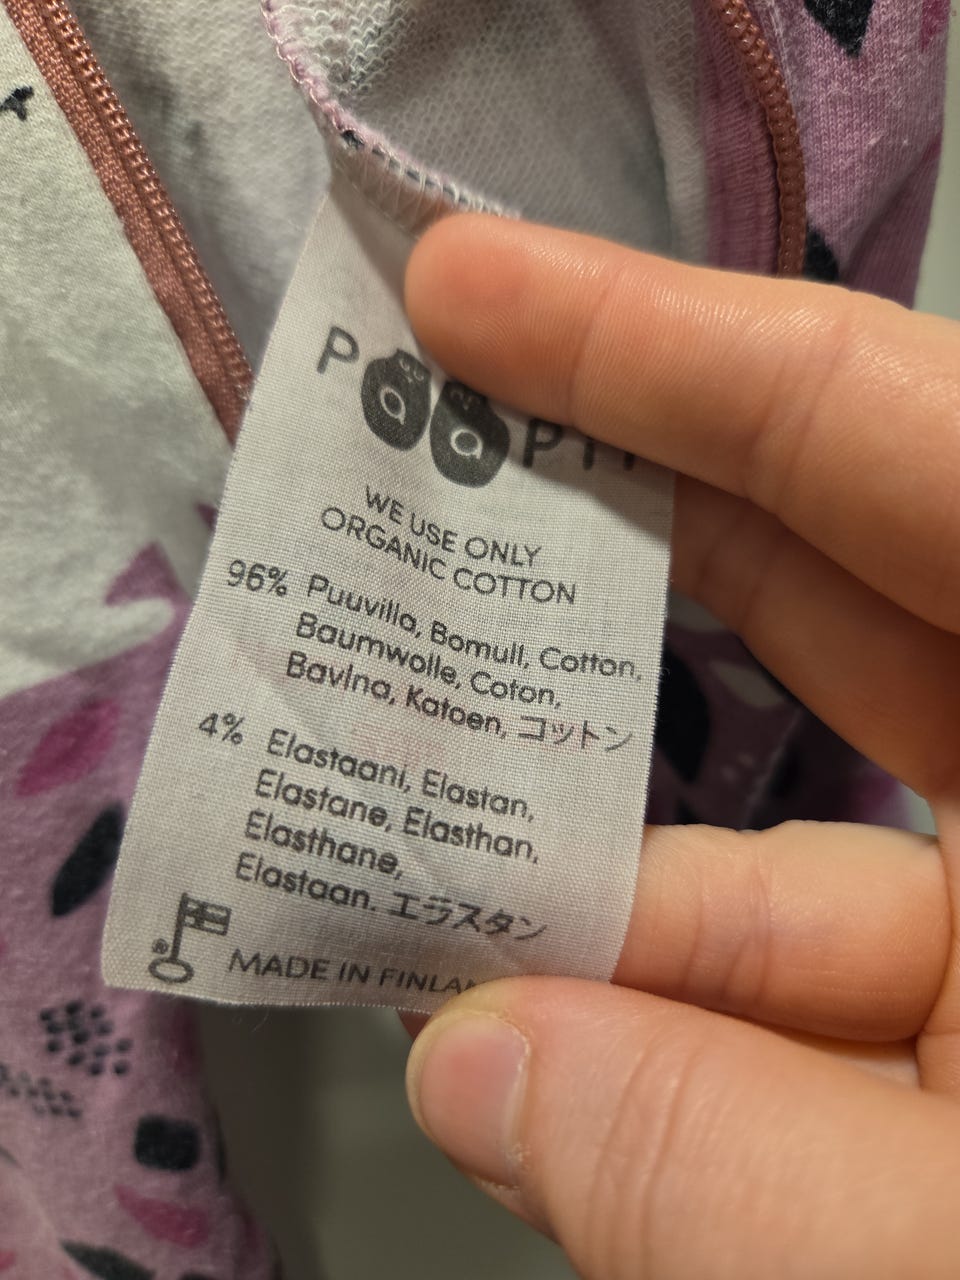 PaaPii
WE USE ONLY
ORGANIC COTTON
96% Puuvilla, Bomull, Cotton,
Baumwolle, Coton,
Bavlna, Katoen, コットン
4% Elastaani, Elastan,
Elastane, Elasthan,
Elasthane,
Elastaan. エラスタン
® MADE IN